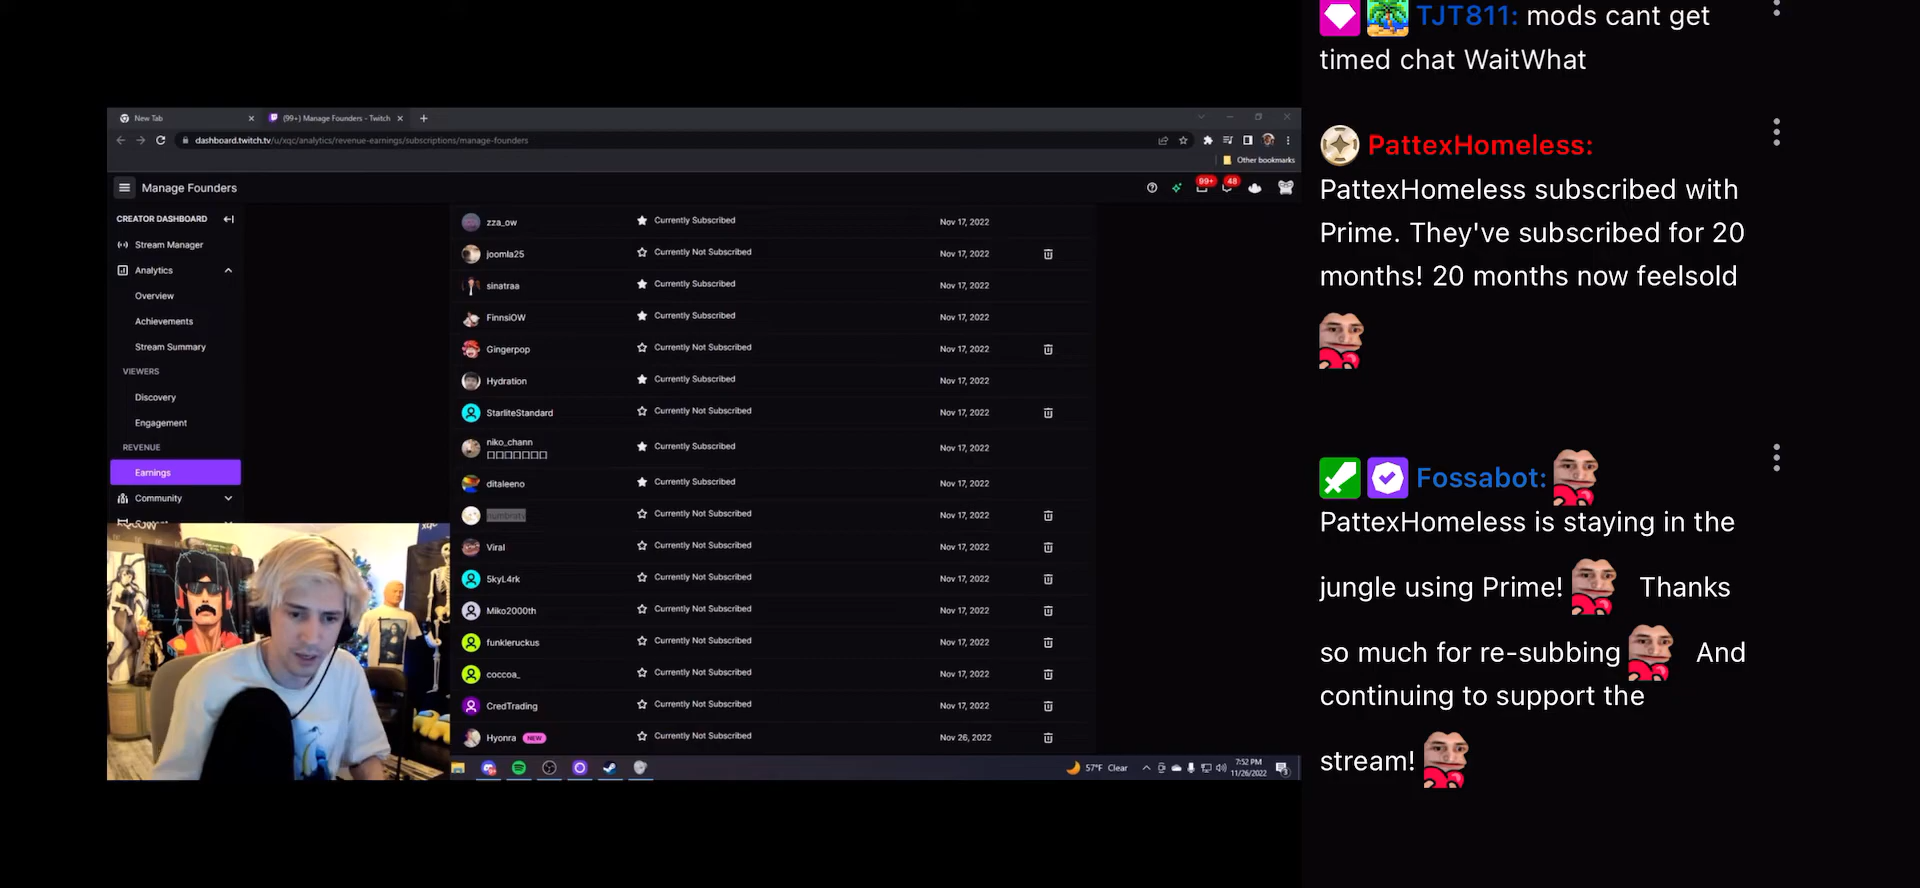 New Tab
(99+) Manage Founders - Twitch
dashboard.twitch.tv/u/xqc/analytics/revenue-earnings/subscriptions/manage-founders
Other bookmarks
Manage Founders
99+
48
CREATOR DASHBOARD
Stream Manager
Analytics
Overview
Achievements
Stream Summary
VIEWERS
Discovery
Engagement
REVENUE
Earnings
Community
zza_ow Currently Subscribed Nov 17, 2022
joomla25 Currently Not Subscribed Nov 17, 2022
sinatraa Currently Subscribed Nov 17, 2022
FinnsiOW Currently Subscribed Nov 17, 2022
Gingerpop Currently Not Subscribed Nov 17, 2022
Hydration Currently Subscribed Nov 17, 2022
StarliteStandard Currently Not Subscribed Nov 17, 2022
niko_chann Currently Subscribed Nov 17, 2022
ditaleeno Currently Subscribed Nov 17, 2022
Currently Not Subscribed Nov 17, 2022
Viral Currently Not Subscribed Nov 17, 2022
5kyL4rk Currently Not Subscribed Nov 17, 2022
Miko2000th Currently Not Subscribed Nov 17, 2022
funkleruckus Currently Not Subscribed Nov 17, 2022
coccoa_ Currently Not Subscribed Nov 17, 2022
CredTrading Currently Not Subscribed Nov 17, 2022
Hyonra NEW Currently Not Subscribed Nov 26, 2022
57°F Clear
7:52 PM
11/26/2022
TJT811: mods cant get
timed chat WaitWhat
PattexHomeless:
PattexHomeless subscribed with
Prime. They've subscribed for 20
months! 20 months now feelsold
Fossabot:
PattexHomeless is staying in the
jungle using Prime! Thanks
so much for re-subbing And
continuing to support the
stream!